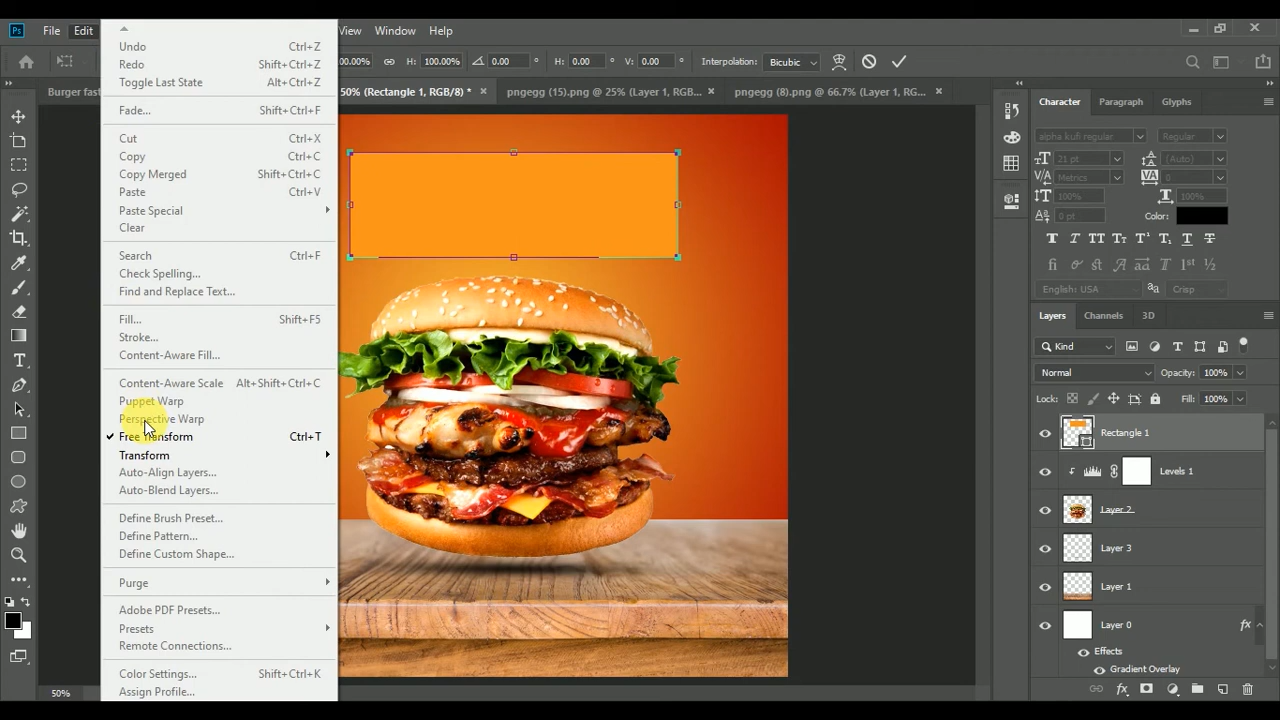 Ps File Edit View Window Help
100.00% H: 100.00% 0.00 ° H: 0.00 ° V: 0.00 ° Interpolation: Bicubic
Burger fas 50% (Rectangle 1, RGB/8) * × pngegg (15).png @ 25% (Layer 1, RGB... × pngegg (8).png @ 66.7% (Layer 1, RG... ×
Undo Ctrl+Z
Redo Shift+Ctrl+Z
Toggle Last State Alt+Ctrl+Z
Fade... Shift+Ctrl+F
Cut Ctrl+X
Copy Ctrl+C
Copy Merged Shift+Ctrl+C
Paste Ctrl+V
Paste Special
Clear
Search Ctrl+F
Check Spelling...
Find and Replace Text...
Fill... Shift+F5
Stroke...
Content-Aware Fill...
Content-Aware Scale Alt+Shift+Ctrl+C
Puppet Warp
Perspective Warp
Free Transform Ctrl+T
Transform
Auto-Align Layers...
Auto-Blend Layers...
Define Brush Preset...
Define Pattern...
Define Custom Shape...
Purge
Adobe PDF Presets...
Presets
Remote Connections...
Color Settings... Shift+Ctrl+K
Assign Profile...
50%
Character Paragraph Glyphs
alpha kufi regular Regular
21 pt (Auto)
Metrics 0
100% 100%
0 pt Color:
English: USA Crisp
Layers Channels 3D
Kind
Normal Opacity: 100%
Lock: Fill: 100%
Rectangle 1
Levels 1
Layer 2
Layer 3
Layer 1
Layer 0 fx
Effects
Gradient Overlay